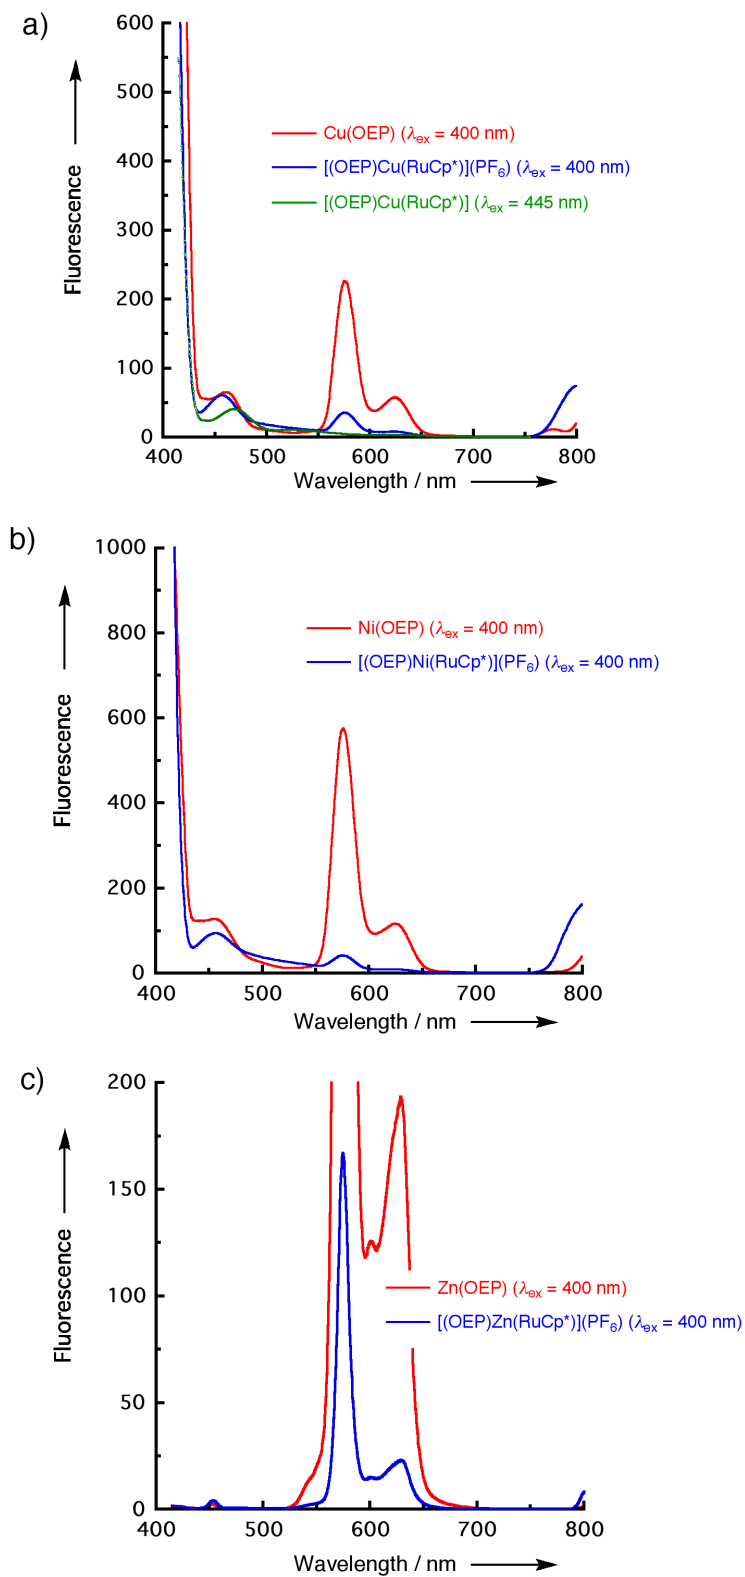 a)
600
500
400
300
200
100
0
Fluorescence
Cu(OEP) (λex = 400 nm)
[(OEP)Cu(RuCp*)](PF6) (λex = 400 nm)
[(OEP)Cu(RuCp*)] (λex = 445 nm)
400 500 600 700 800
Wavelength / nm
b)
1000
800
600
400
200
0
Fluorescence
Ni(OEP) (λex = 400 nm)
[(OEP)Ni(RuCp*)](PF6) (λex = 400 nm)
400 500 600 700 800
Wavelength / nm
c)
200
150
100
50
0
Fluorescence
Zn(OEP) (λex = 400 nm)
[(OEP)Zn(RuCp*)](PF6) (λex = 400 nm)
400 500 600 700 800
Wavelength / nm